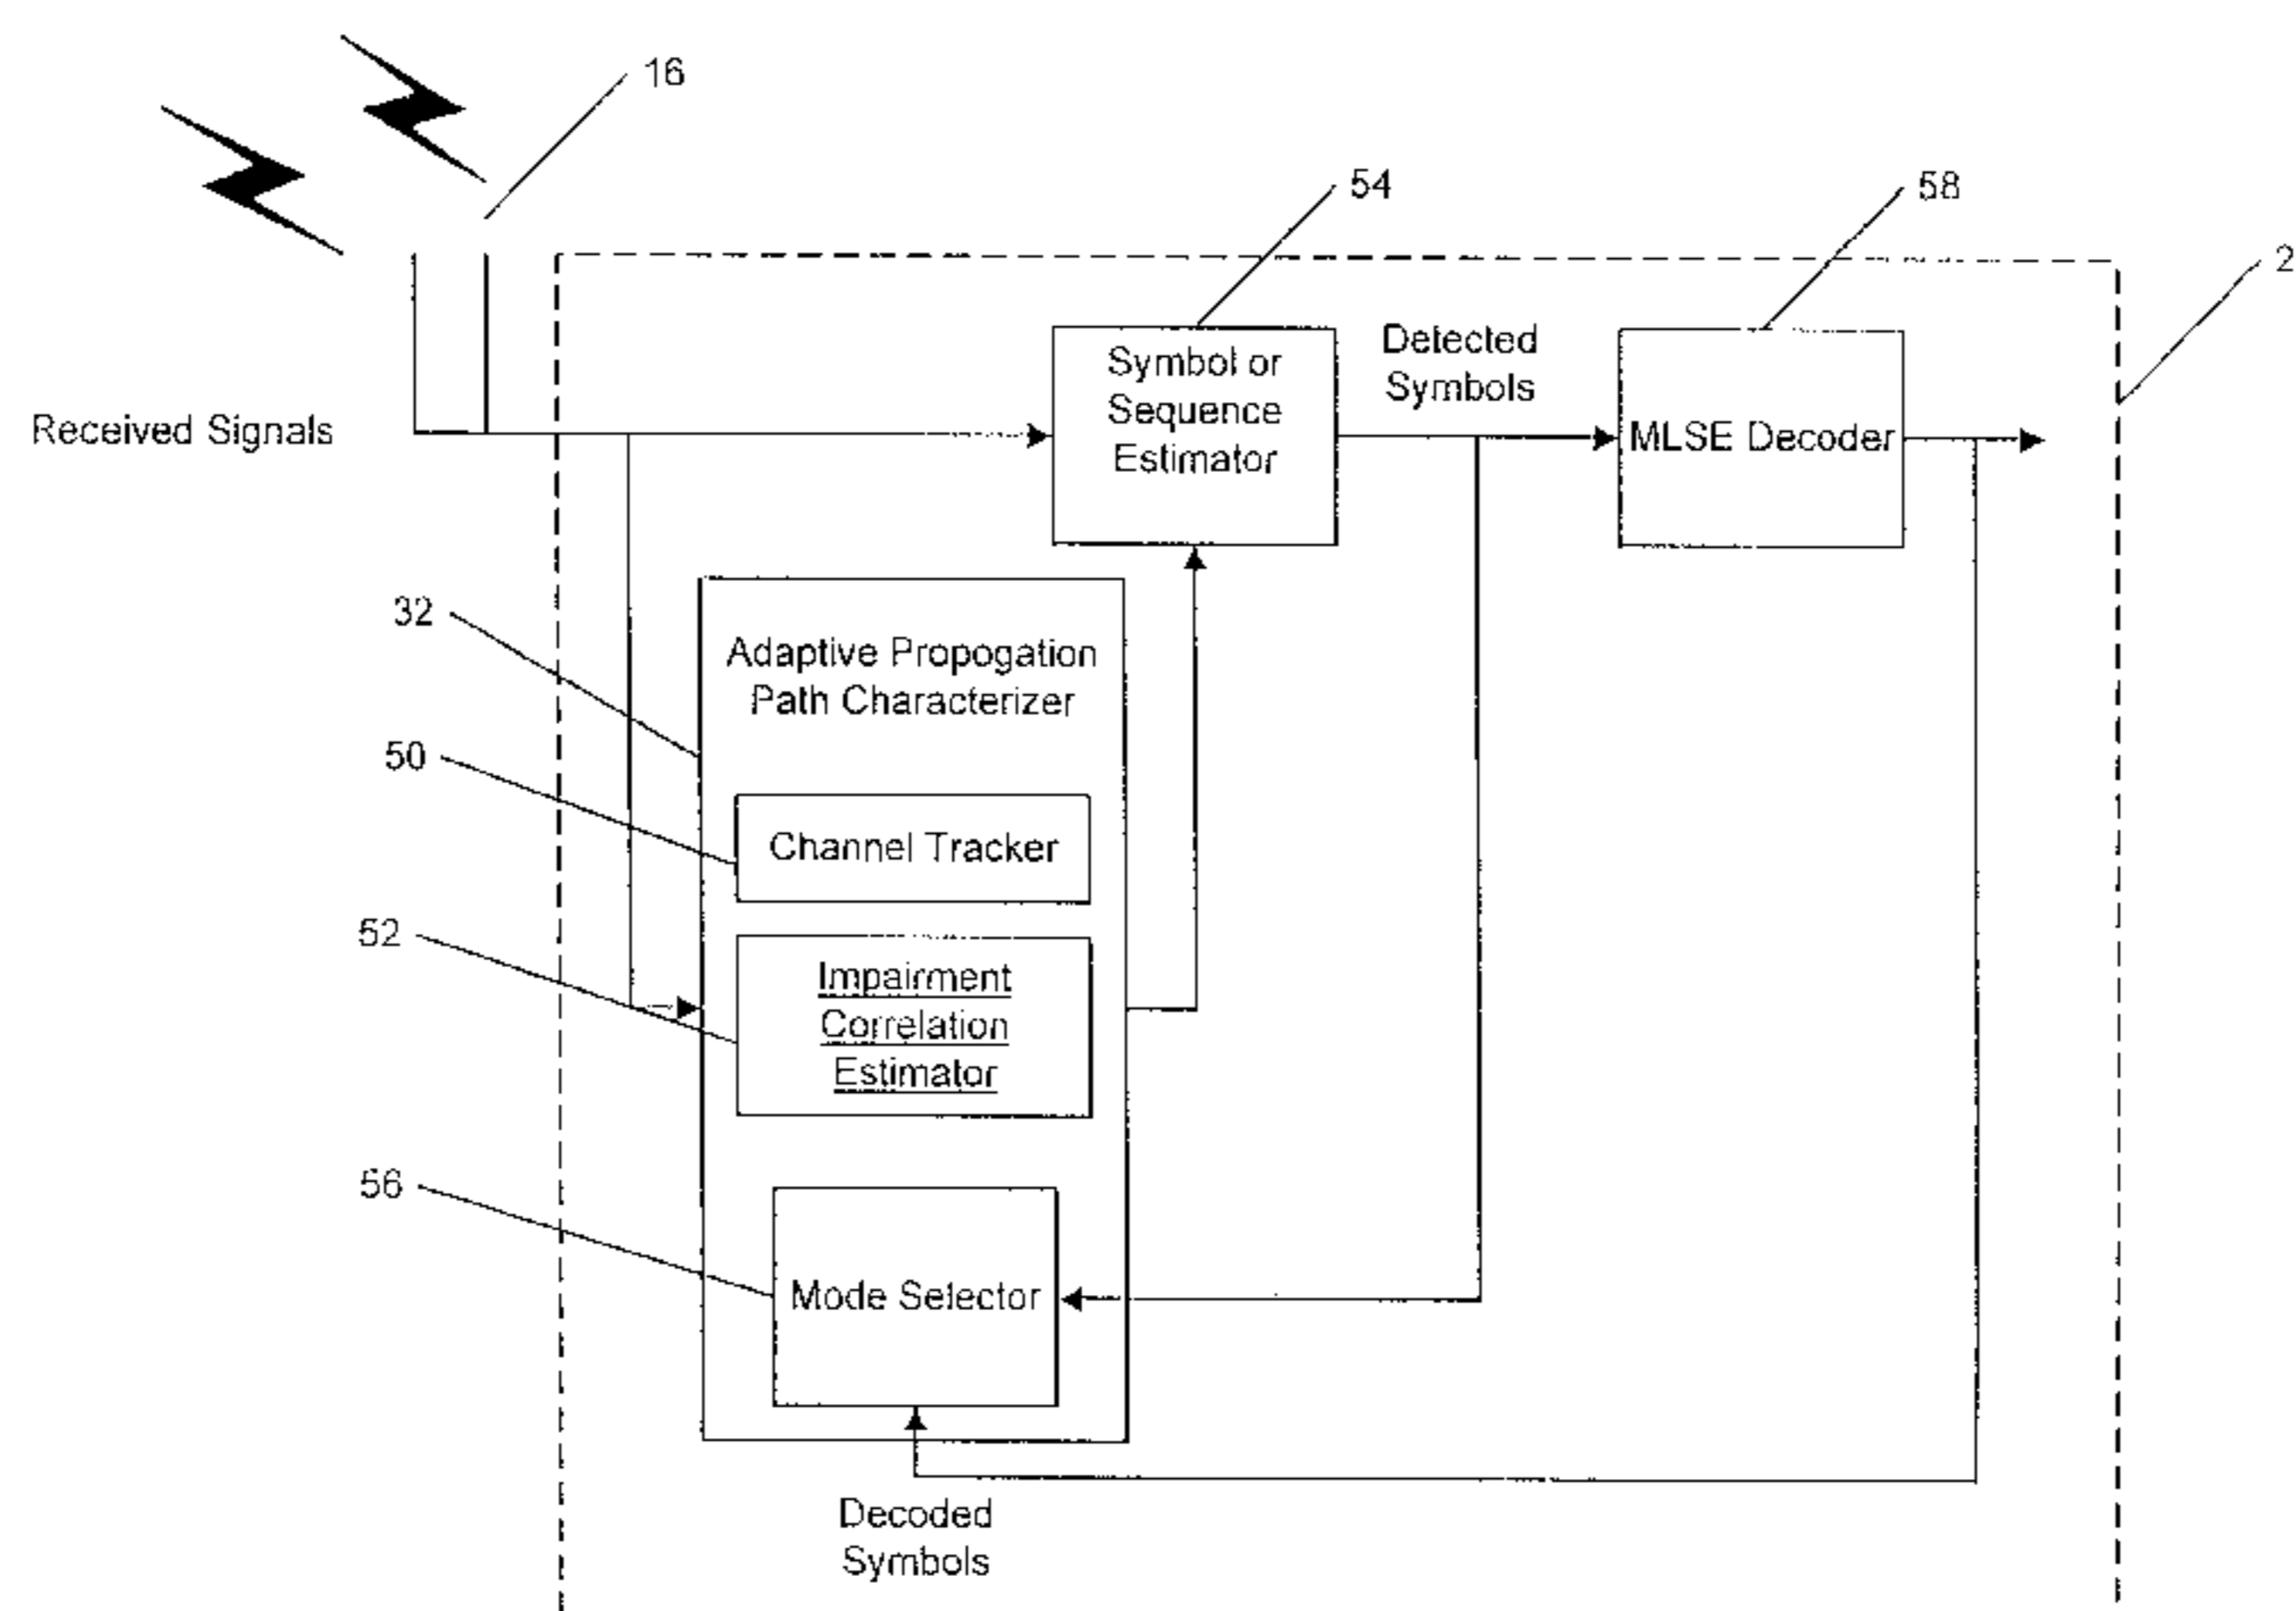 16
54
58
2
Detected
Symbols
Symbol or
Sequence
Estimator
MLSE Decoder
Received Signals
32
Adaptive Propogation
Path Characterizer
50
Channel Tracker
52
Impairment
Correlation
Estimator
56
Mode Selector
Decoded
Symbols